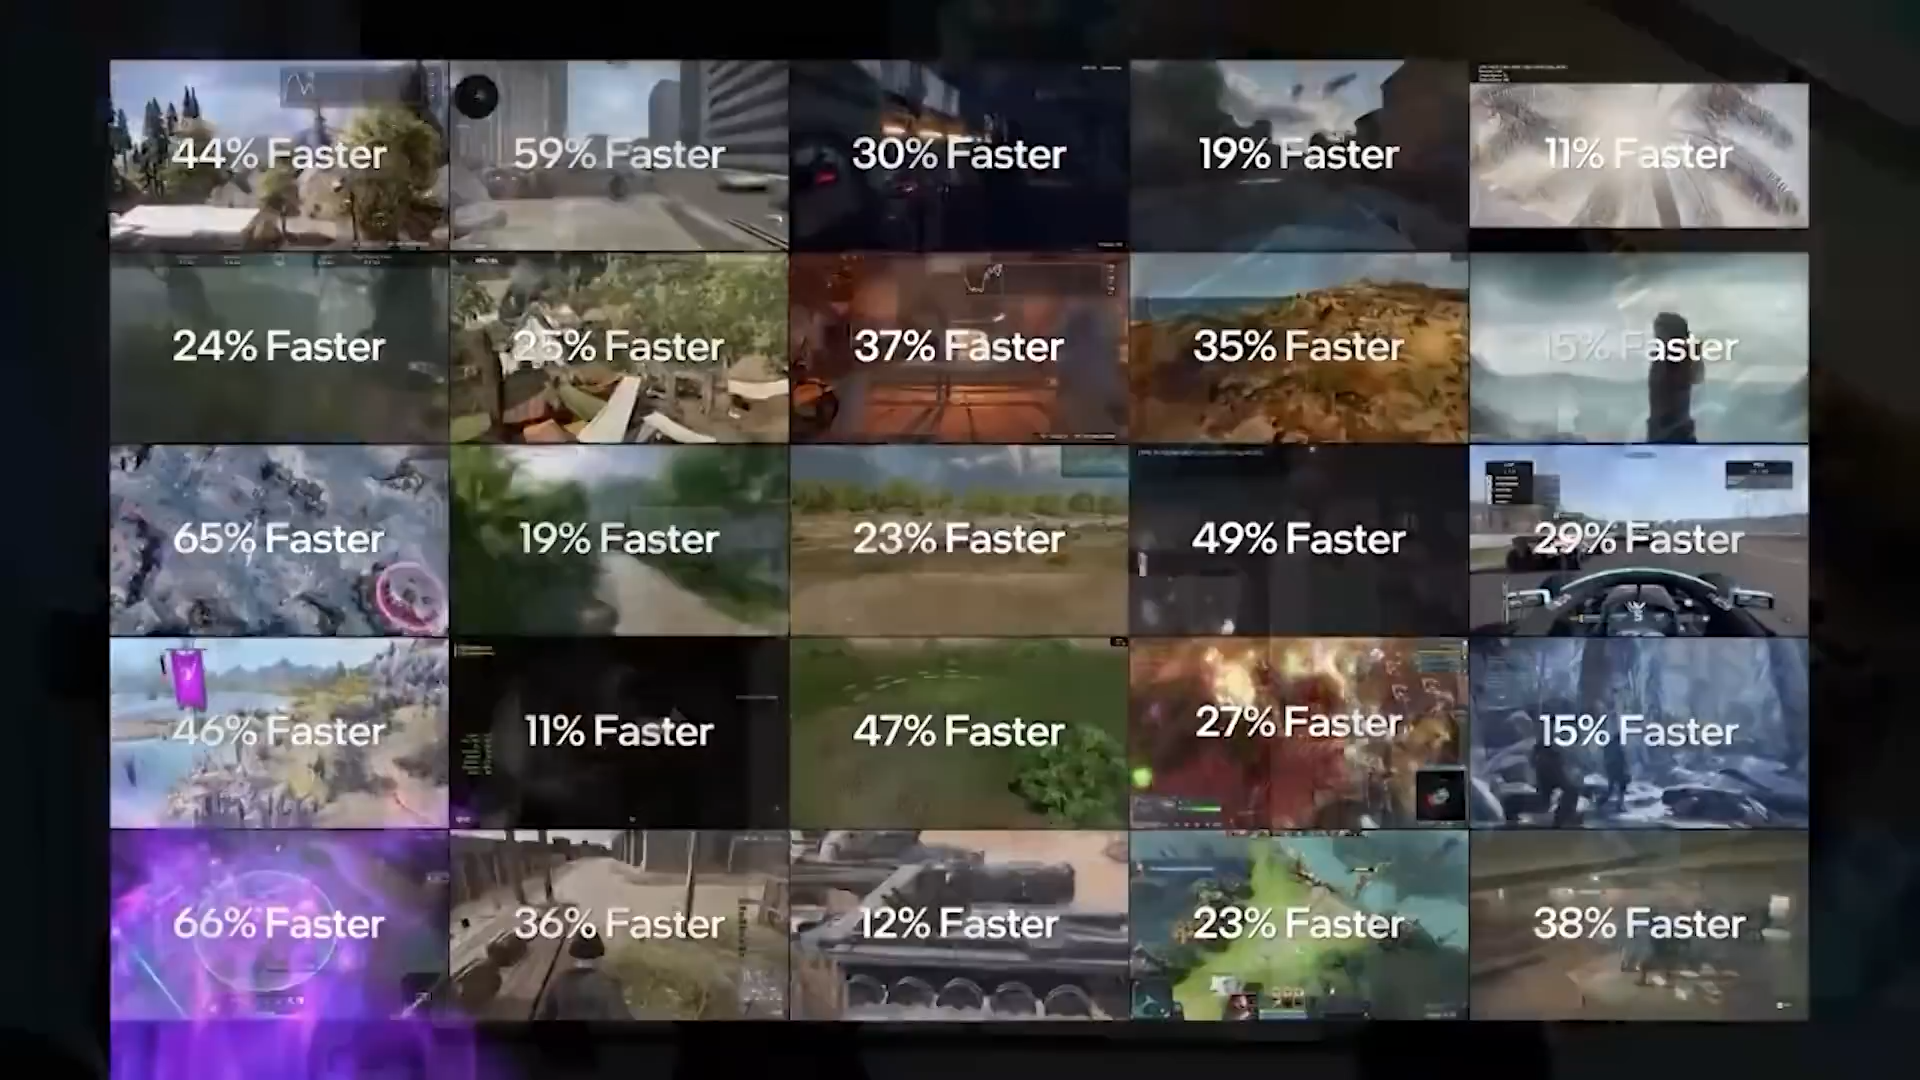 44% Faster
59% Faster
30% Faster
19% Faster
11% Faster
24% Faster
25% Faster
37% Faster
35% Faster
15% Faster
65% Faster
19% Faster
23% Faster
49% Faster
29% Faster
46% Faster
11% Faster
47% Faster
27% Faster
15% Faster
66% Faster
36% Faster
12% Faster
23% Faster
38% Faster